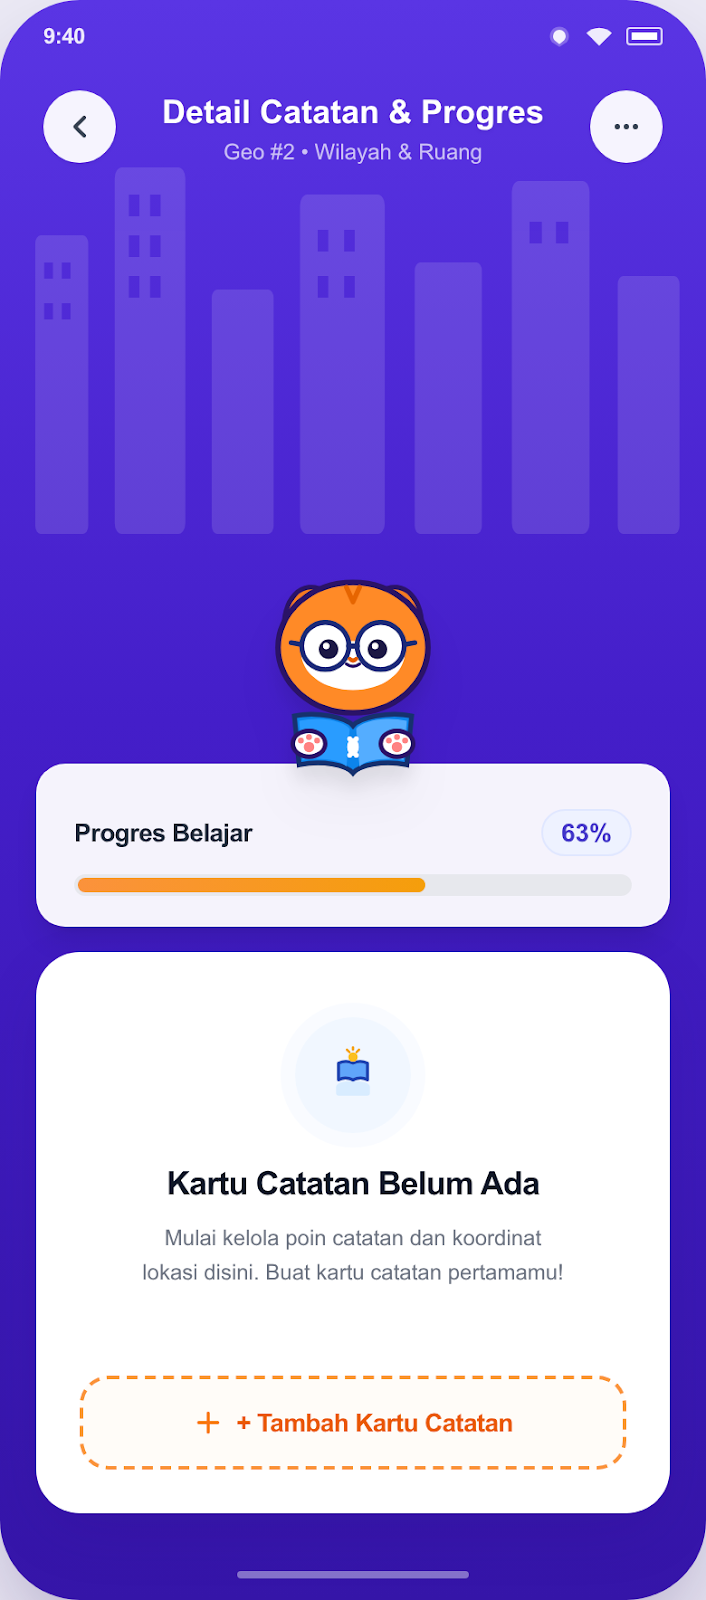 9:40
Detail Catatan & Progres
Geo #2 • Wilayah & Ruang
Progres Belajar
63%
Kartu Catatan Belum Ada
Mulai kelola poin catatan dan koordinat
lokasi disini. Buat kartu catatan pertamamu!
+ Tambah Kartu Catatan